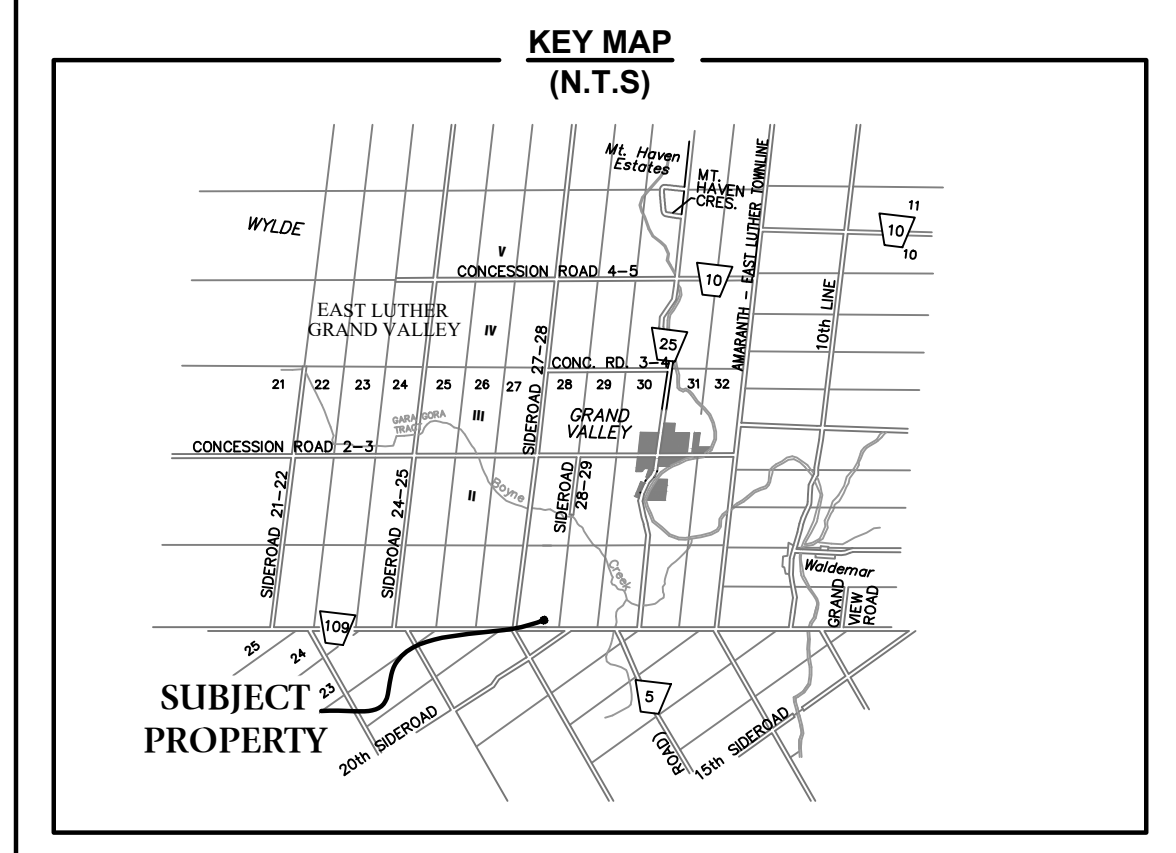 KEY MAP
(N.T.S)
Mt. Haven
Estates
MT.
HAVEN
CRES.
AMARANTH - EAST LUTHER TOWNLINE
11
10
10
WYLDE
V
CONCESSION ROAD 4-5
10
10th LINE
EAST LUTHER
GRAND VALLEY
IV
SIDEROAD 27-28
25
CONC. RD. 3-4
21
22
23
24
25
26
27
28
29
30
31
32
III
GRAND
VALLEY
GARA GORA
TRACT
CONCESSION ROAD 2-3
SIDEROAD 21-22
SIDEROAD 24-25
II
Boyne
SIDEROAD
28-29
Creek
Waldemar
GRAND
VIEW
ROAD
109
25
24
23
SUBJECT
PROPERTY
20th SIDEROAD
5
ROAD)
15th SIDEROAD